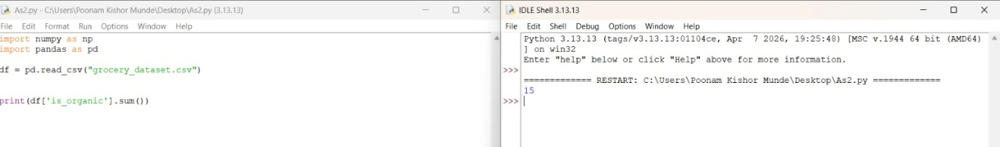 As2.py - C:\Users\Poonam Kishor Munde\Desktop\As2.py (3.13.13)
File Edit Format Run Options Window Help
import numpy as np
import pandas as pd
df = pd.read_csv("grocery_dataset.csv")
print(df['is_organic'].sum())
IDLE Shell 3.13.13
File Edit Shell Debug Options Window Help
Python 3.13.13 (tags/v3.13.13:01104ce, Apr  7 2026, 19:25:48) [MSC v.1944 64 bit (AMD64)
] on win32
Enter "help" below or click "Help" above for more information.
>>>
============= RESTART: C:\Users\Poonam Kishor Munde\Desktop\As2.py =============
15
>>>